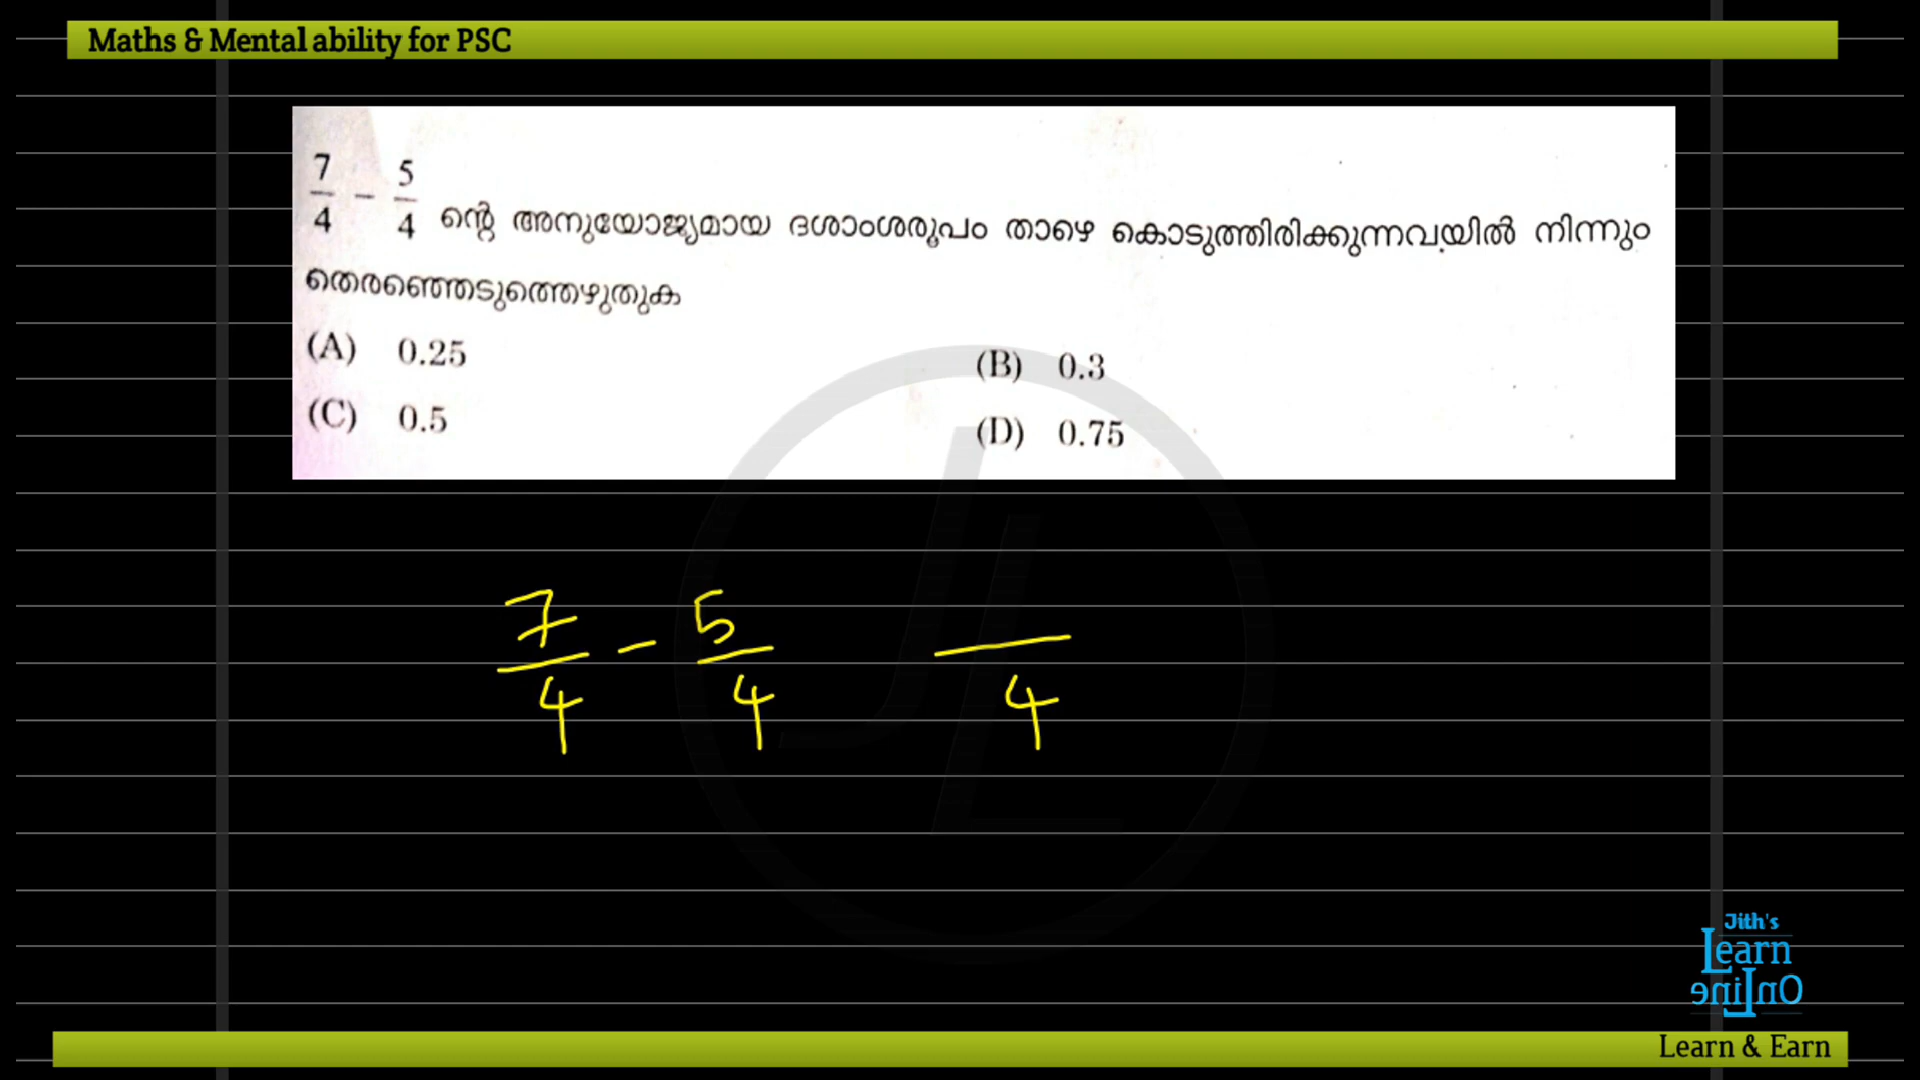 Maths & Mental ability for PSC
7/4 - 5/4 ന്റെ അനുയോജ്യമായ ദശാംശരൂപം താഴെ കൊടുത്തിരിക്കുന്നവയിൽ നിന്നും
തെരഞ്ഞെടുത്തെഴുതുക
(A) 0.25 (B) 0.3
(C) 0.5 (D) 0.75
7/4 - 5/4 /4
Jith's
Learn
OnLine
Learn & Earn